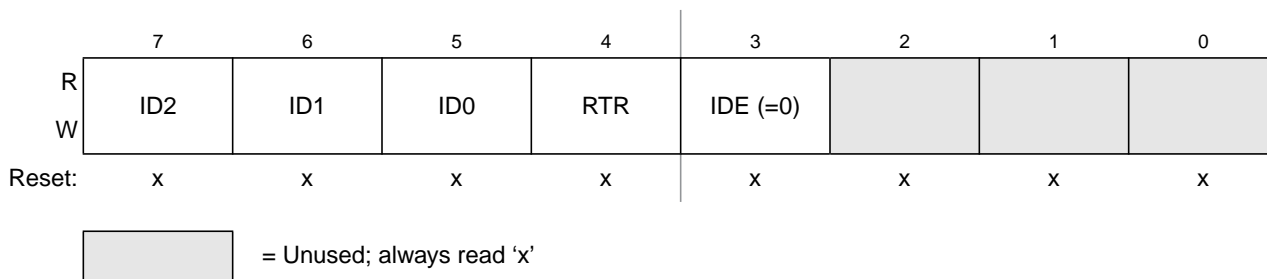 7 6 5 4 3 2 1 0
R
W
ID2 ID1 ID0 RTR IDE (=0)
Reset: x x x x x x x x
= Unused; always read ‘x’